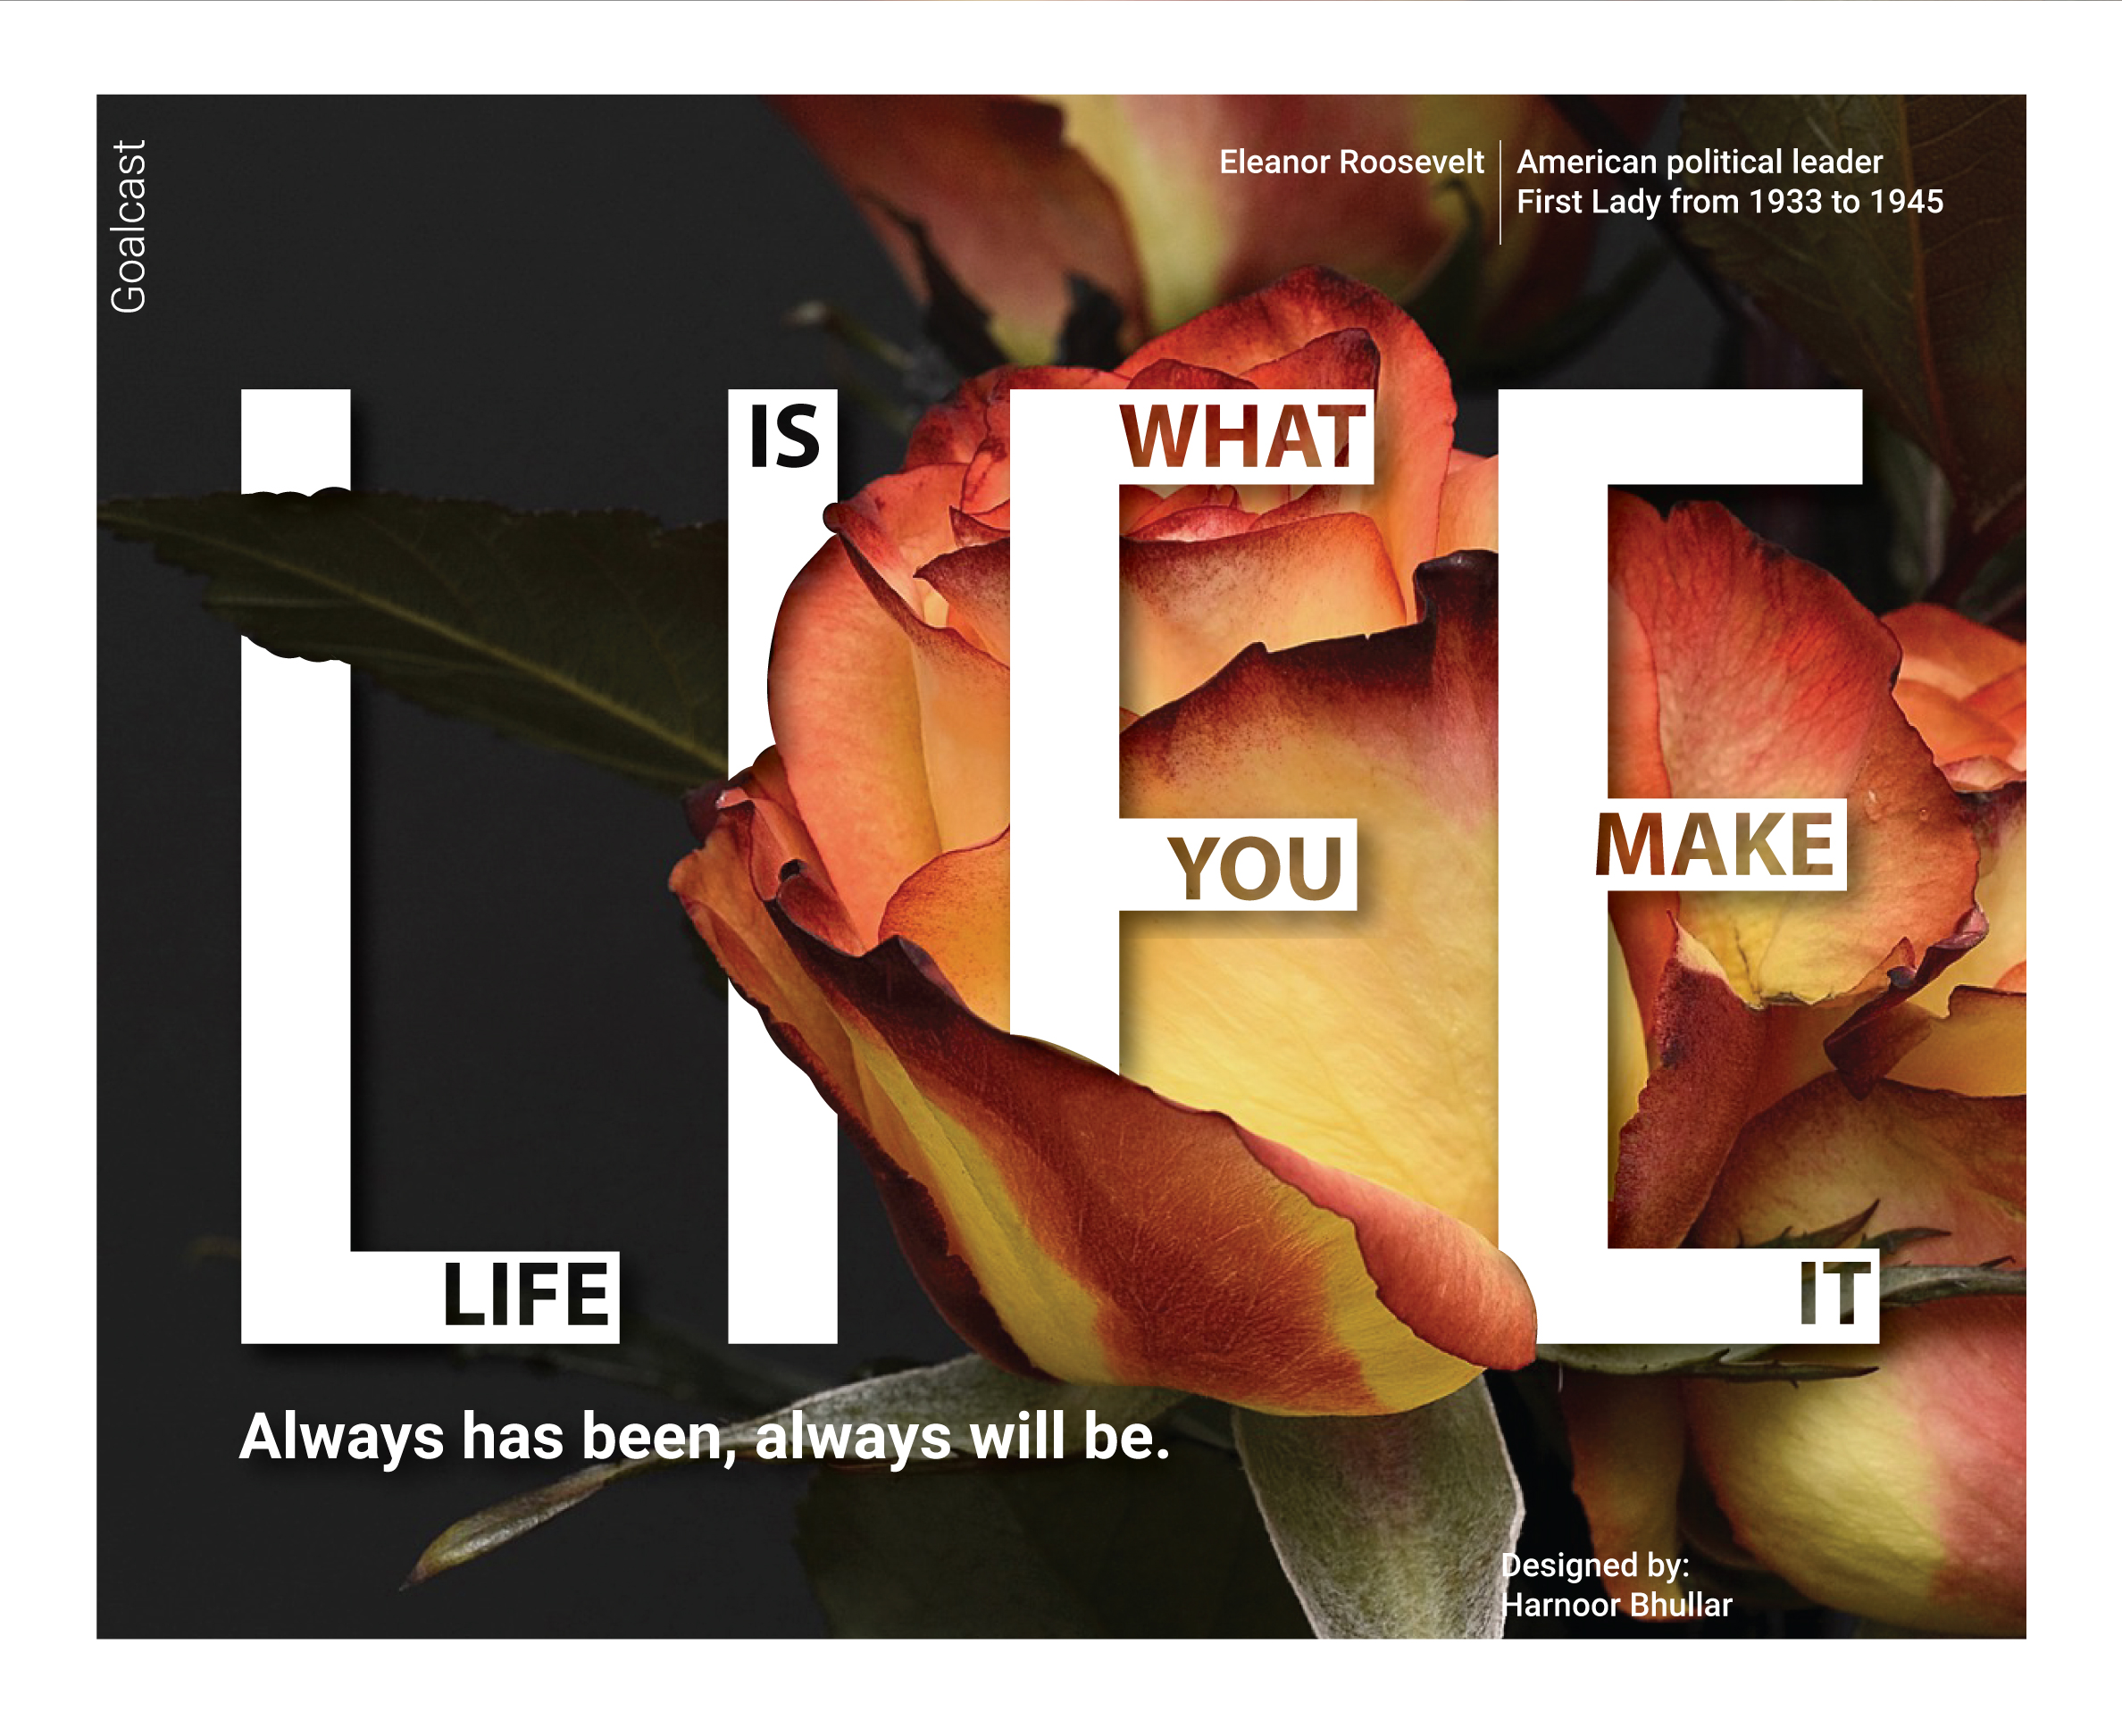 Goalcast
Eleanor Roosevelt
American political leader
First Lady from 1933 to 1945
LIFE
LIFE
IS
WHAT
YOU
MAKE
IT
Always has been, always will be.
Designed by:
Harnoor Bhullar